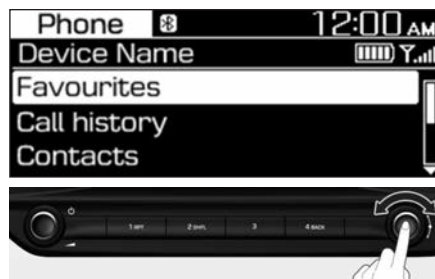 Phone 12:00 AM
Device Name
Favourites
Call history
Contacts
1 RPT 2 SHFL 3 4 BACK